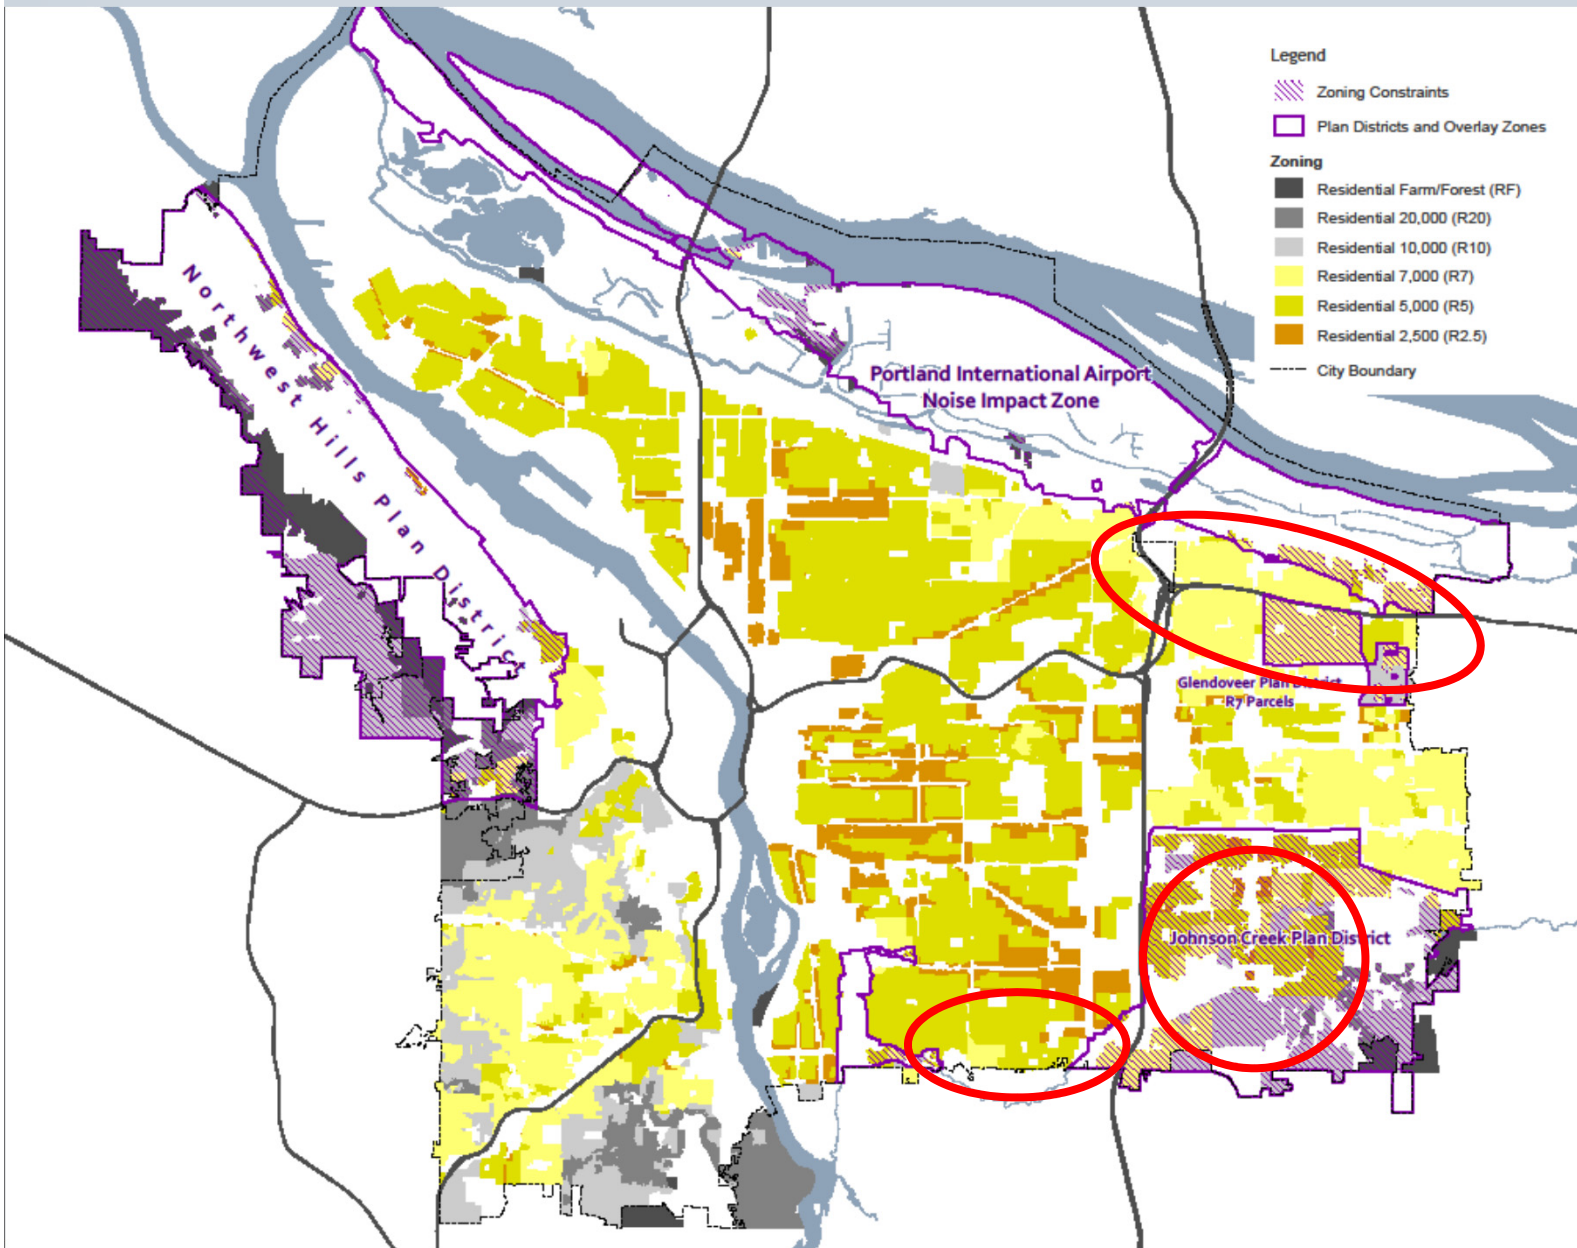 Legend
Zoning Constraints
Plan Districts and Overlay Zones
Zoning
Residential Farm/Forest (RF)
Residential 20,000 (R20)
Residential 10,000 (R10)
Residential 7,000 (R7)
Residential 5,000 (R5)
Residential 2,500 (R2.5)
City Boundary
Northwest Hills Plan District
Portland International Airport
Noise Impact Zone
Glendoveer Plan District
R7 Parcels
Johnson Creek Plan District